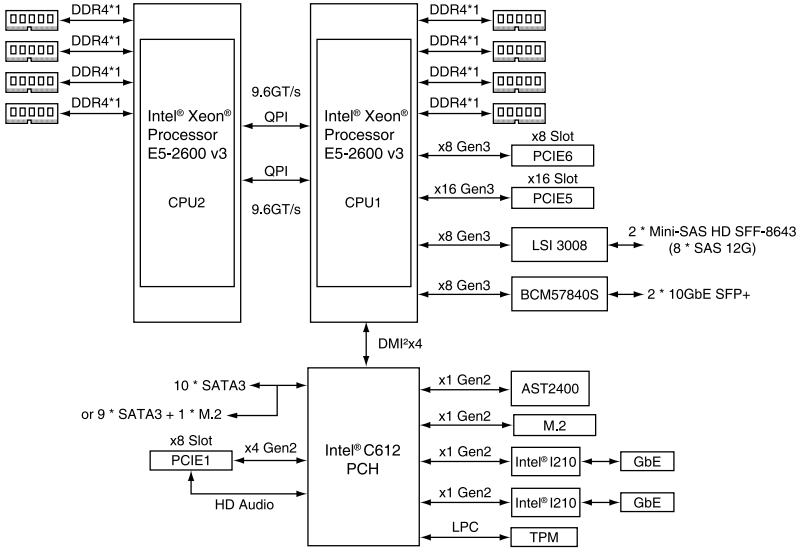 DDR4*1
DDR4*1
DDR4*1
DDR4*1
Intel® Xeon®
Processor
E5-2600 v3
CPU2
9.6GT/s
QPI
QPI
9.6GT/s
Intel® Xeon®
Processor
E5-2600 v3
CPU1
DDR4*1
DDR4*1
DDR4*1
DDR4*1
x8 Gen3
x8 Slot
PCIE6
x16 Gen3
x16 Slot
PCIE5
x8 Gen3
LSI 3008
2 * Mini-SAS HD SFF-8643
(8 * SAS 12G)
x8 Gen3
BCM57840S
2 * 10GbE SFP+
DMI²x4
10 * SATA3
or 9 * SATA3 + 1 * M.2
x8 Slot
PCIE1
x4 Gen2
HD Audio
Intel® C612
PCH
x1 Gen2
AST2400
x1 Gen2
M.2
x1 Gen2
Intel® I210
GbE
x1 Gen2
Intel® I210
GbE
LPC
TPM